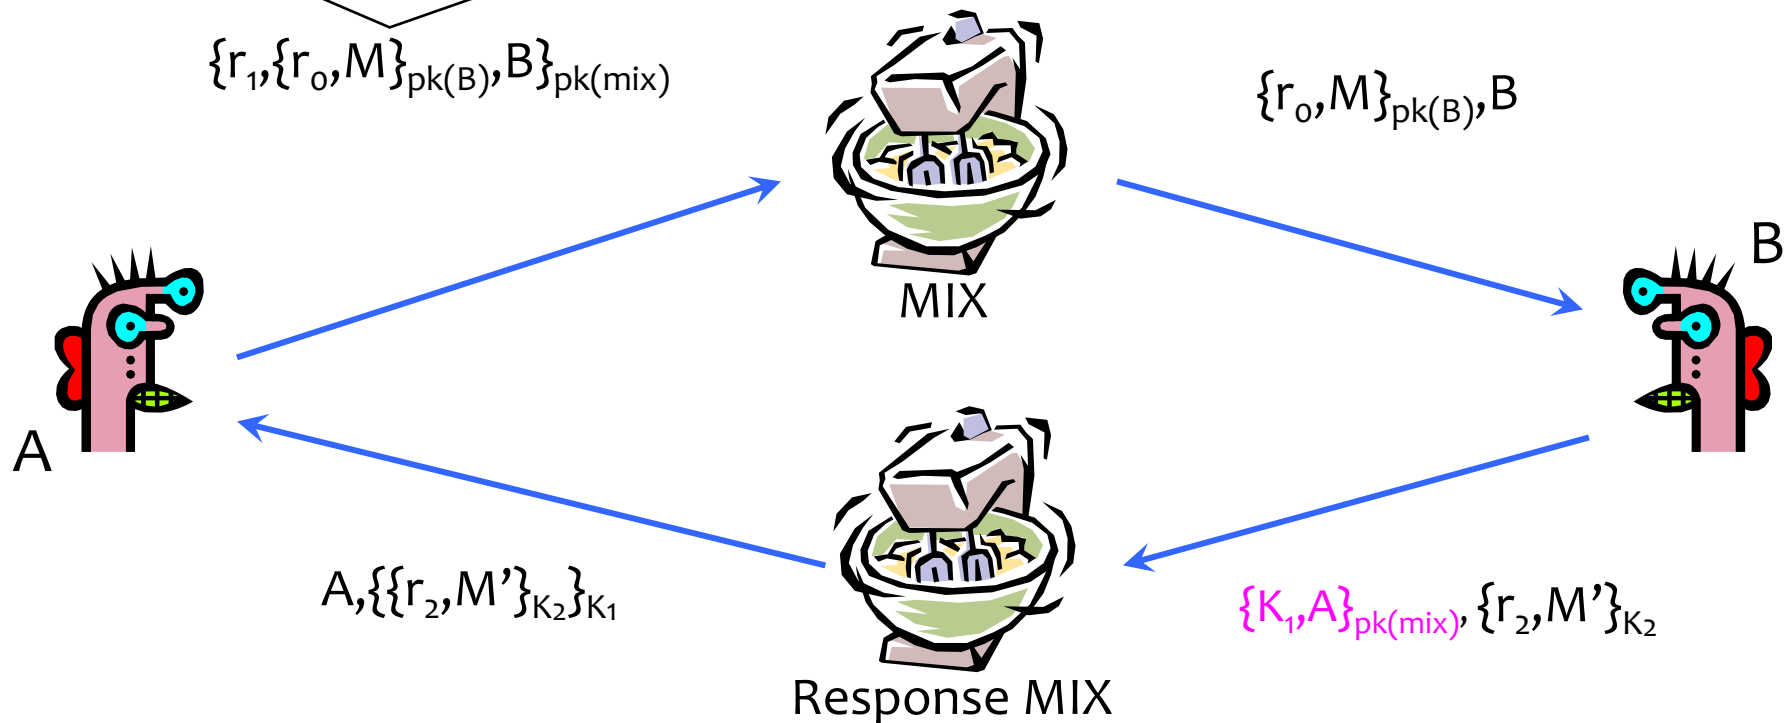 {r₁,{r₀,M}pk(B),B}pk(mix)
{r₀,M}pk(B),B
MIX
B
A
A,{{r₂,M’}K₂}K₁
{K₁,A}pk(mix), {r₂,M’}K₂
Response MIX